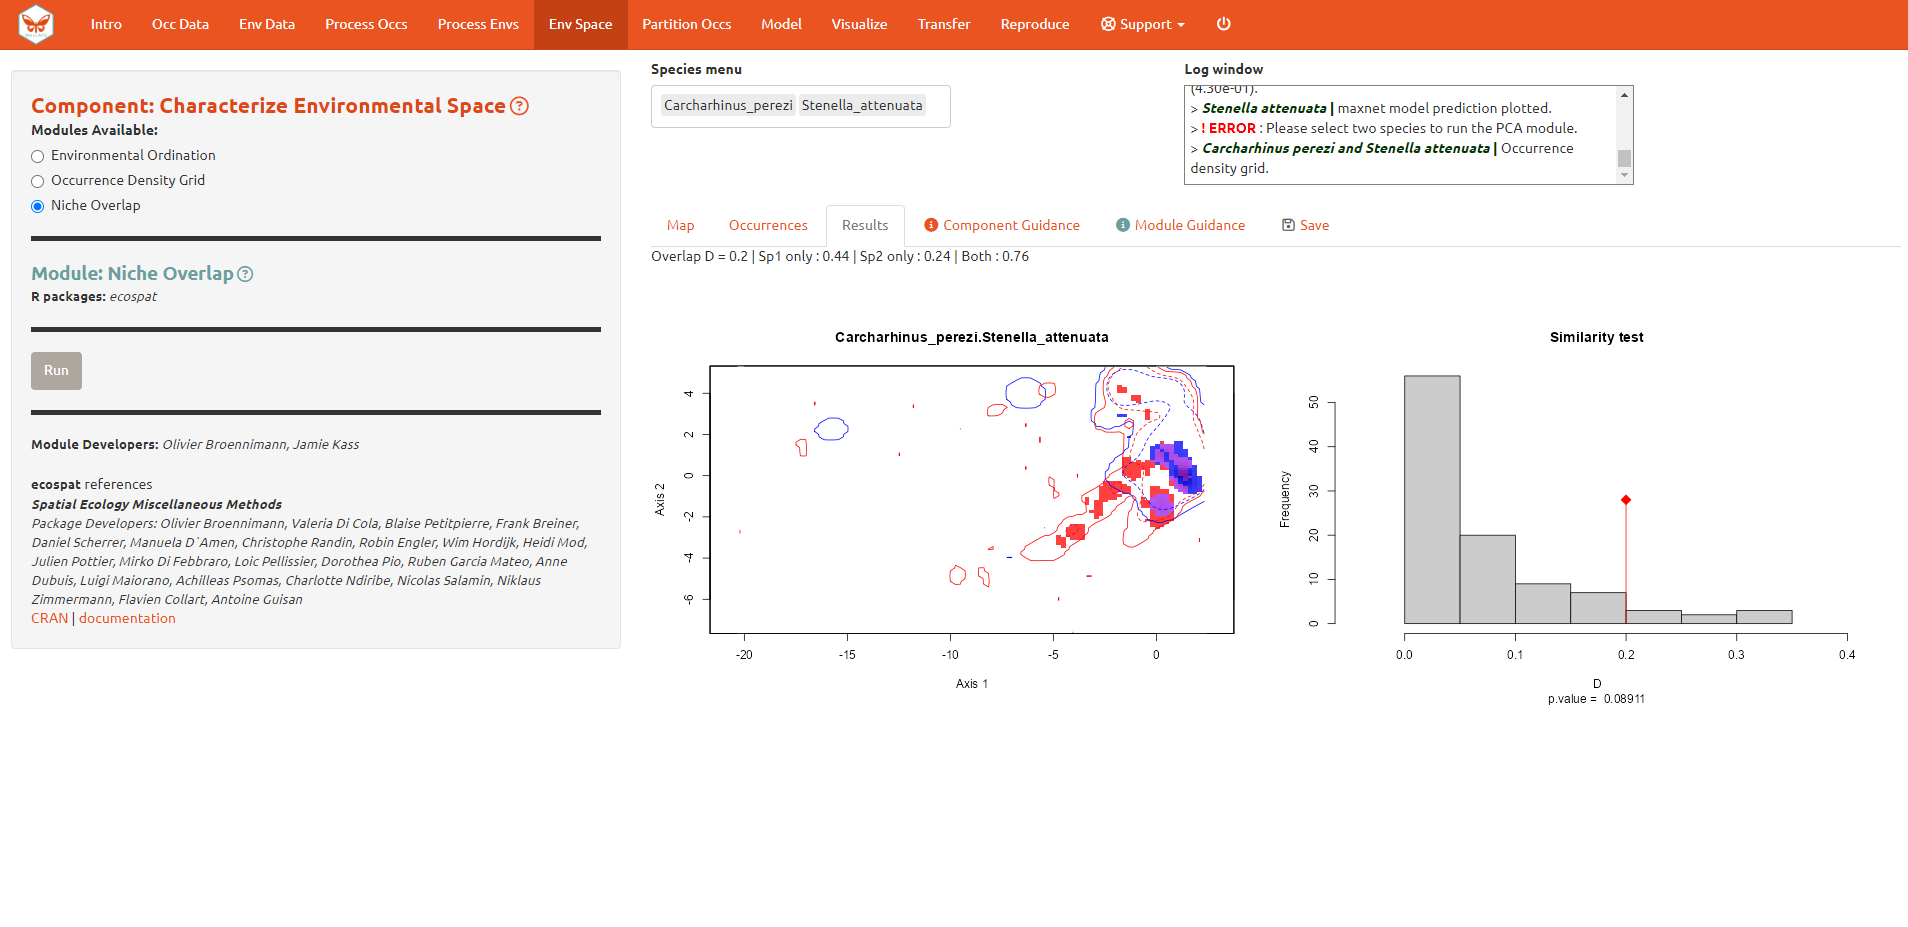 Intro Occ Data Env Data Process Occs Process Envs Env Space Partition Occs Model Visualize Transfer Reproduce Support
Component: Characterize Environmental Space
Modules Available:
Environmental Ordination
Occurrence Density Grid
Niche Overlap
Module: Niche Overlap
R packages: ecospat
Run
Module Developers: Olivier Broennimann, Jamie Kass
ecospat references
Spatial Ecology Miscellaneous Methods
Package Developers: Olivier Broennimann, Valeria Di Cola, Blaise Petitpierre, Frank Breiner,
Daniel Scherrer, Manuela D`Amen, Christophe Randin, Robin Engler, Wim Hordijk, Heidi Mod,
Julien Pottier, Mirko Di Febbraro, Loic Pellissier, Dorothea Pio, Ruben Garcia Mateo, Anne
Dubuis, Luigi Maiorano, Achilleas Psomas, Charlotte Ndiribe, Nicolas Salamin, Niklaus
Zimmermann, Flavien Collart, Antoine Guisan
CRAN | documentation
Species menu
Carcharhinus_perezi Stenella_attenuata
Log window
(4.30e-01).
> Stenella attenuata | maxnet model prediction plotted.
> ! ERROR : Please select two species to run the PCA module.
> Carcharhinus perezi and Stenella attenuata | Occurrence
density grid.
Map Occurrences Results Component Guidance Module Guidance Save
Overlap D = 0.2 | Sp1 only : 0.44 | Sp2 only : 0.24 | Both : 0.76
Carcharhinus_perezi.Stenella_attenuata
Axis 2
4
2
0
-2
-4
-6
-20 -15 -10 -5 0
Axis 1
Similarity test
Frequency
50
40
30
20
10
0
0.0 0.1 0.2 0.3 0.4
D
p.value = 0.08911